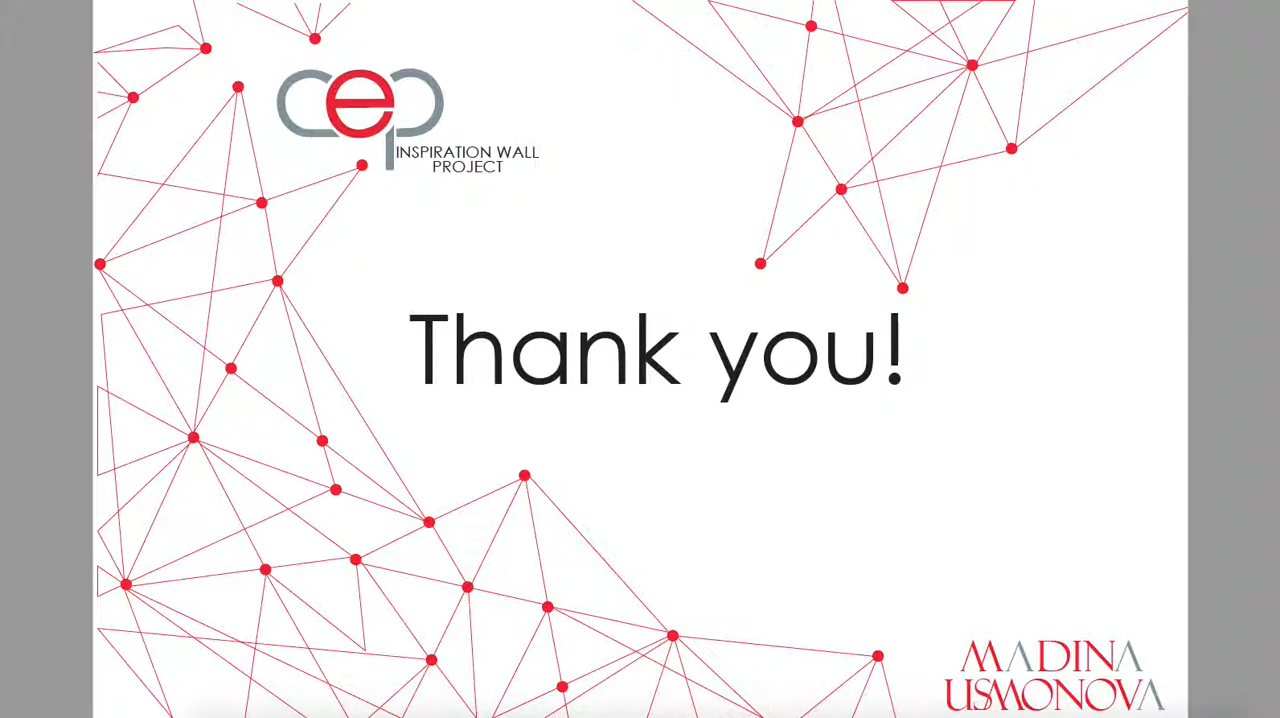 cep
INSPIRATION WALL
PROJECT
Thank you!
MADINA
USMONOVA